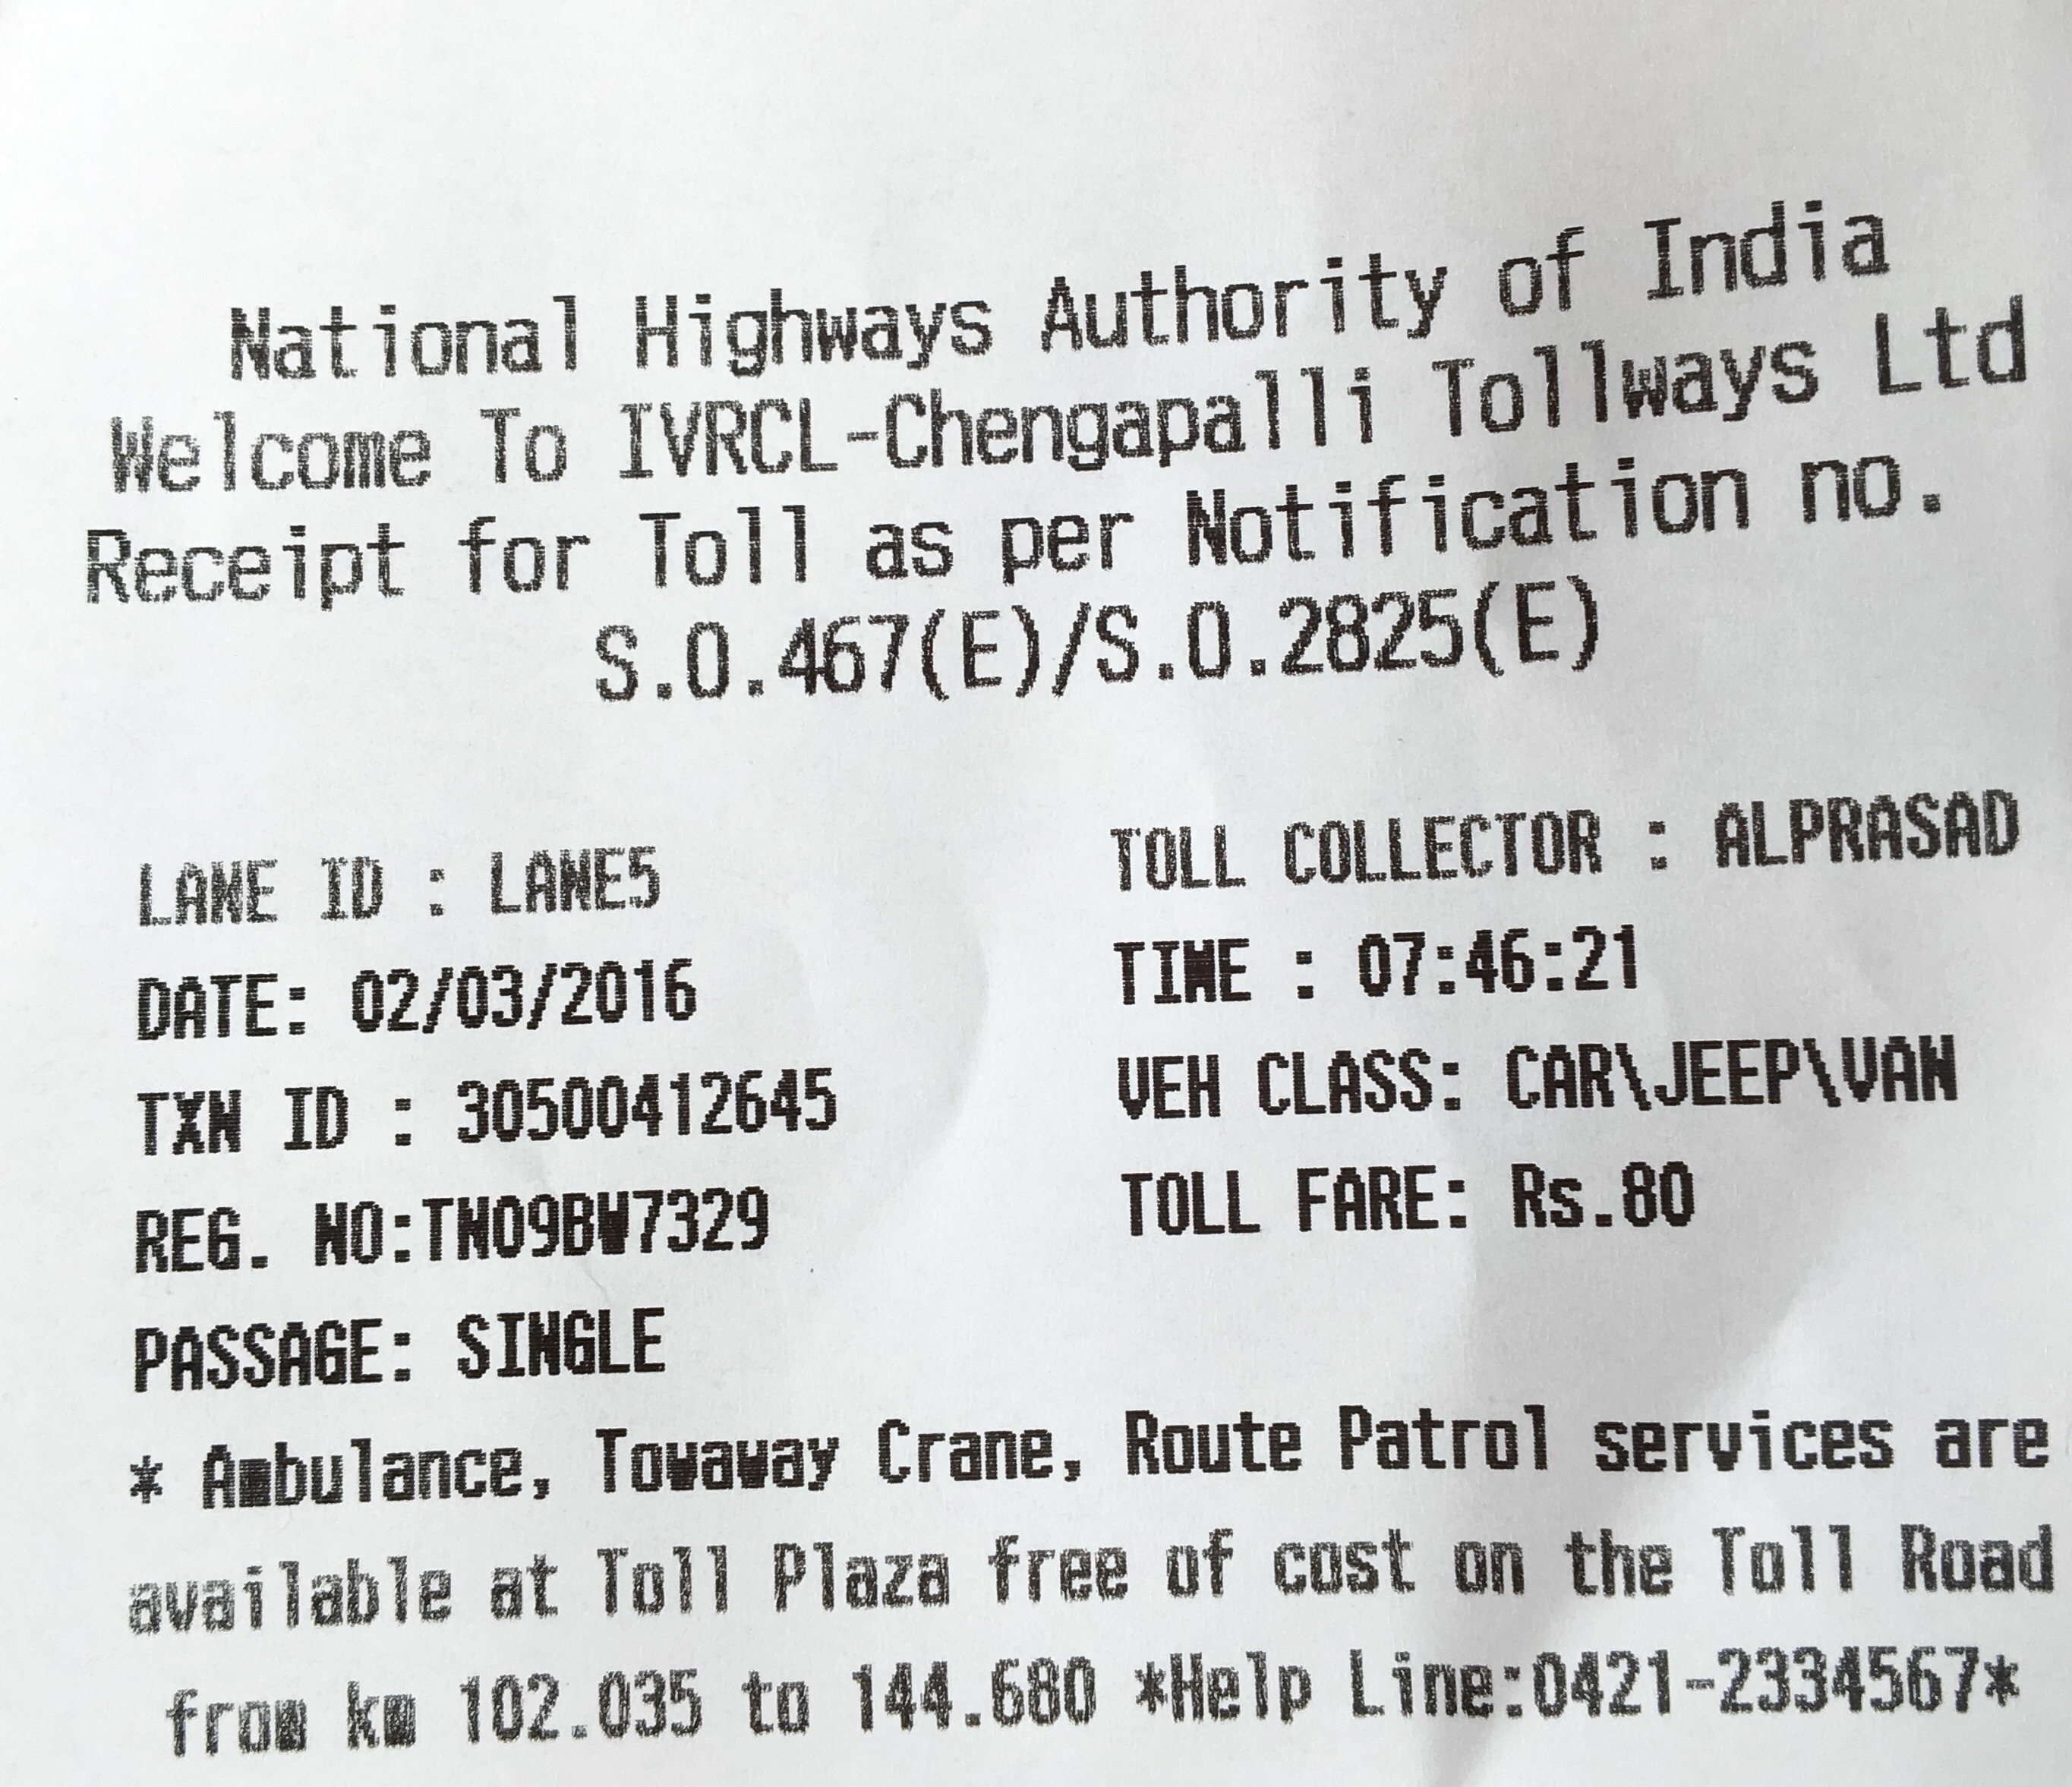 National Highways Authority of India
Welcome To IVRCL-Chengapalli Tollways Ltd
Receipt for Toll as per Notification no.
S.O.467(E)/S.O.2825(E)
LANE ID : LANE5 TOLL COLLECTOR : ALPRASAD
DATE: 02/03/2016 TIME : 07:46:21
TXN ID : 30500412645 VEH CLASS: CAR\JEEP\VAN
REG. NO:TN09BW7329 TOLL FARE: Rs.80
PASSAGE: SINGLE
* Ambulance, Towaway Crane, Route Patrol services are
available at Toll Plaza free of cost on the Toll Road
from km 102.035 to 144.680 *Help Line:0421-2334567*